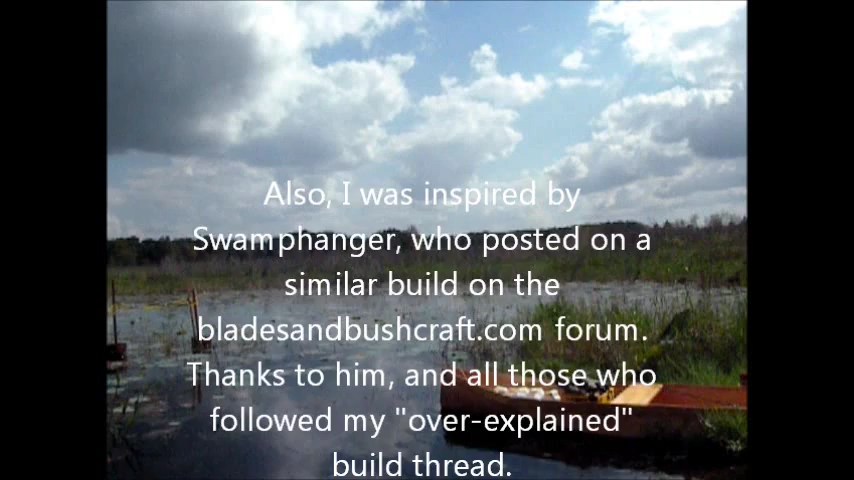 Also, I was inspired by
Swamphanger, who posted on a
similar build on the
bladesandbushcraft.com forum.
Thanks to him, and all those who
followed my "over-explained"
build thread.